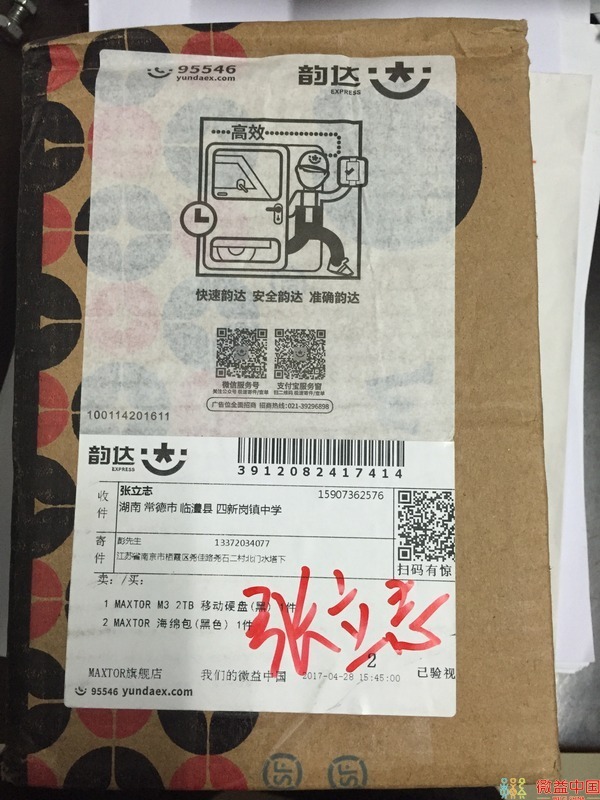 95546
yundaex.com
韵达
EXPRESS
高效
快速韵达 安全韵达 准确韵达
微信服务号
支付宝服务窗
广告位全面招商 招商热线:021-39296898
100114201611
韵达
EXPRESS
3912082417414
收件
张立志 15907362576
湖南 常德市 临澧县 四新岗镇中学
寄件
彭先生 13372034077
江苏省南京市栖霞区尧佳路尧石二村北门水塔下
扫码有惊
卖: /买:
1 MAXTOR M3 2TB 移动硬盘(黑) 1件
2 MAXTOR 海绵包(黑色) 1件
张立志
2
MAXTOR旗舰店 我们的微益中国 2017-04-28 15:45:00 已验视
95546 yundaex.com
SF
SF
微益中国